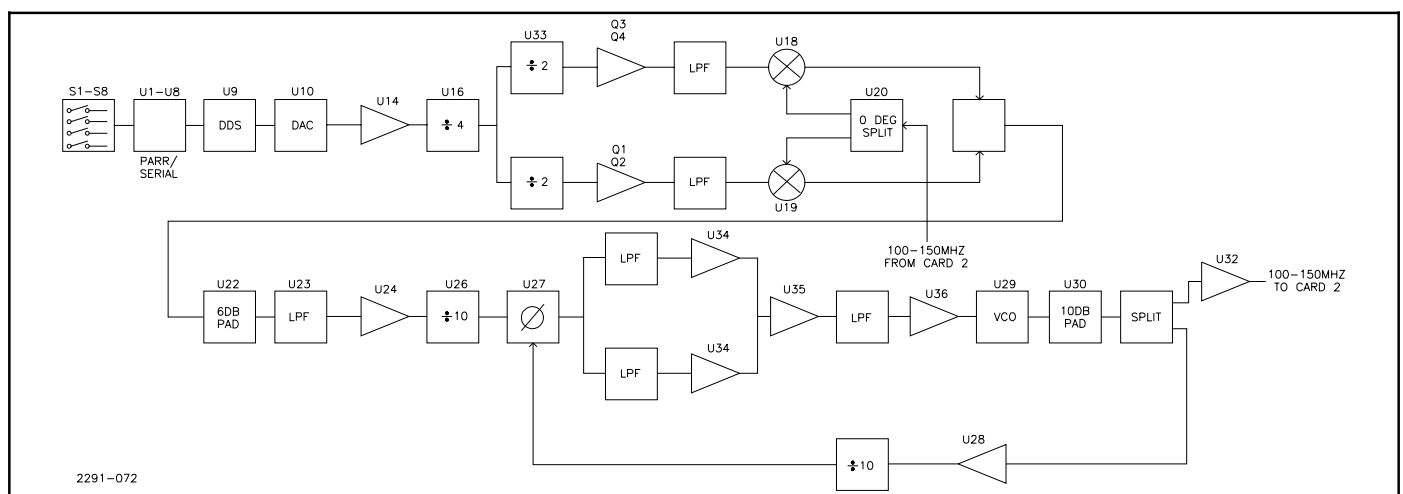 S1-S8
U1-U8
PARR/
SERIAL
U9
DDS
U10
DAC
U14
U16
÷ 4
U33
÷ 2
Q3
Q4
LPF
U18
÷ 2
Q1
Q2
LPF
U19
U20
0 DEG
SPLIT
100-150MHZ
FROM CARD 2
U22
6DB
PAD
U23
LPF
U24
U26
÷10
U27
LPF
U34
LPF
U34
U35
LPF
U36
U29
VCO
U30
10DB
PAD
SPLIT
U32
100-150MHZ
TO CARD 2
÷10
U28
2291-072